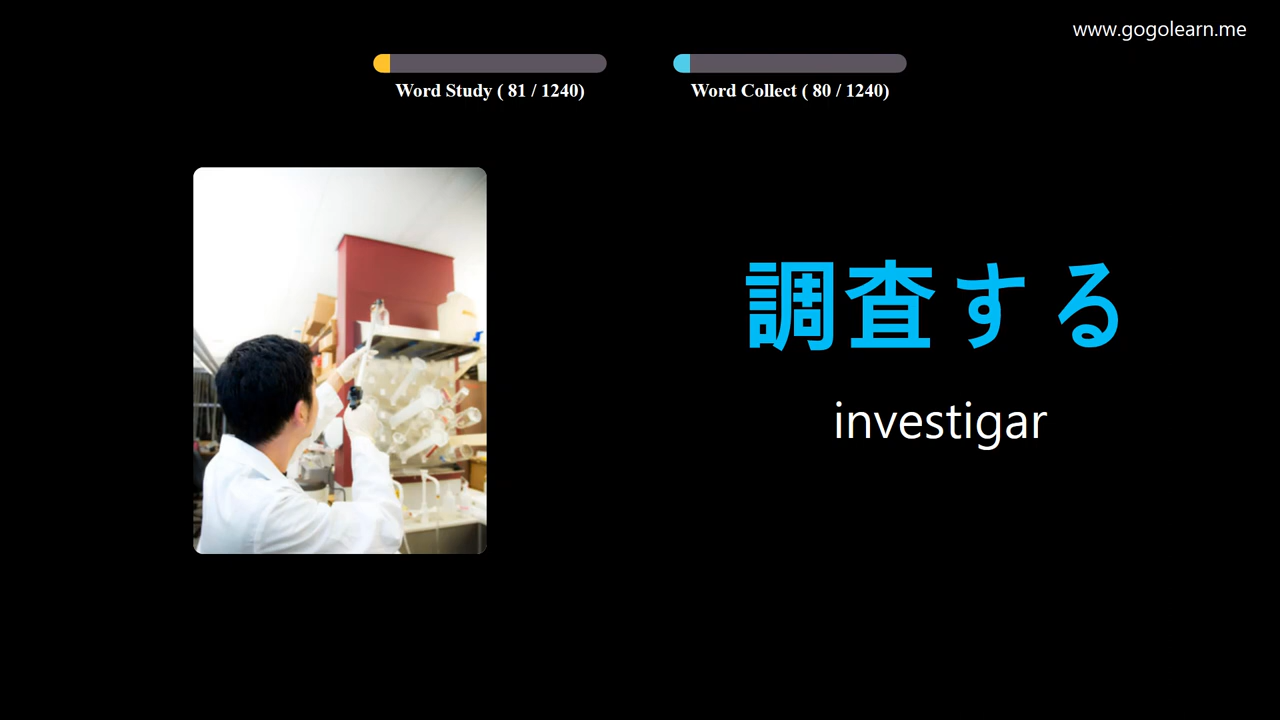 www.gogolearn.me
Word Study ( 81 / 1240)
Word Collect ( 80 / 1240)
調査する
investigar